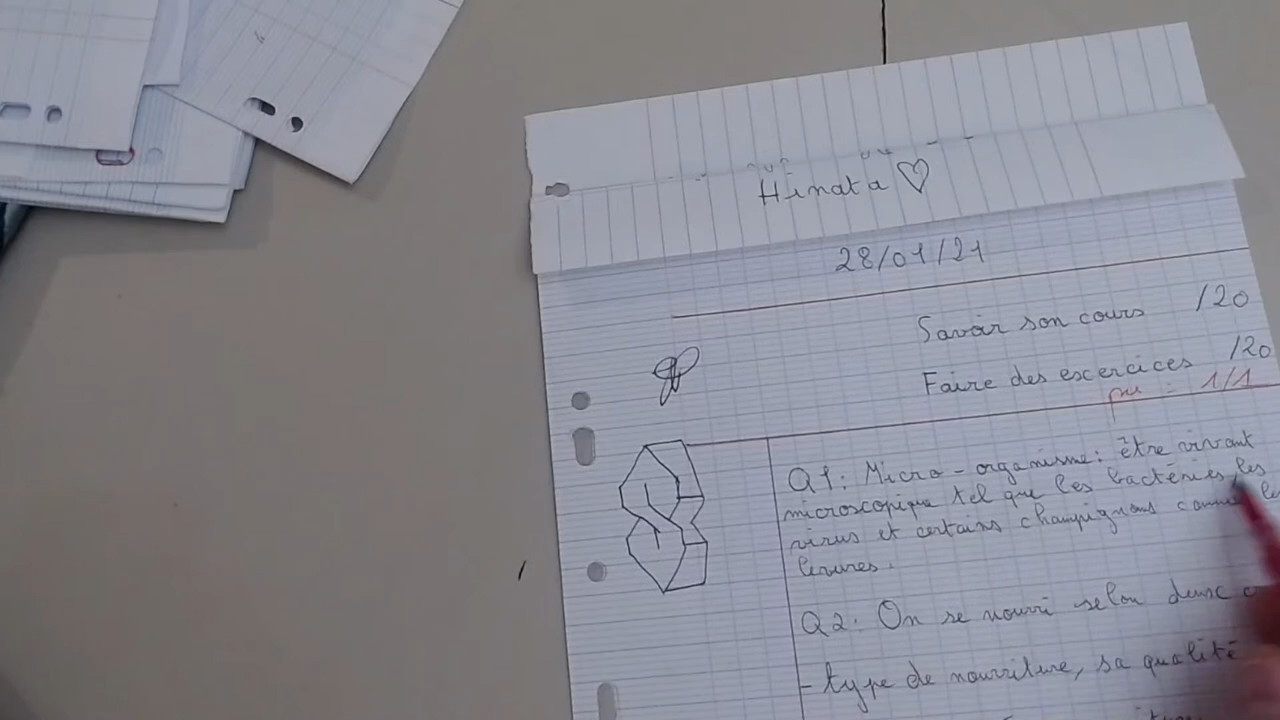 Hinata ♡
28/01/21
Savoir son cours /20
Faire des escercices /20
1/1
Q1: Micro-organisme: être vivant
microscopique tel que les bactéries les
virus et certains champignons comme les
levures.
Q2: On se nourri selon deux
- type de nourriture, sa qualité